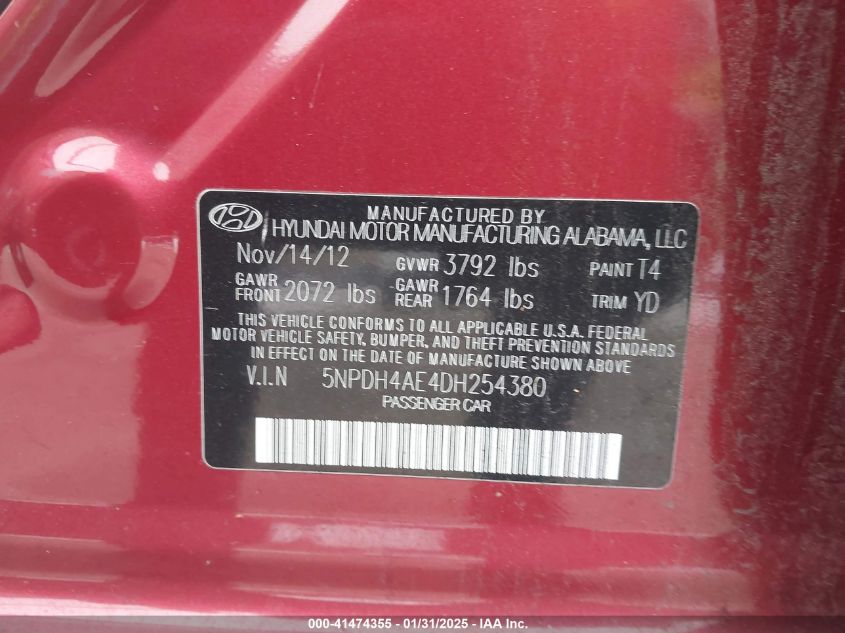 MANUFACTURED BY
HYUNDAI MOTOR MANUFACTURING ALABAMA, LLC
Nov/14/12 GVWR 3792 lbs PAINT T4
GAWR FRONT 2072 lbs GAWR REAR 1764 lbs TRIM YD
THIS VEHICLE CONFORMS TO ALL APPLICABLE U.S.A. FEDERAL
MOTOR VEHICLE SAFETY, BUMPER, AND THEFT PREVENTION STANDARDS
IN EFFECT ON THE DATE OF MANUFACTURE SHOWN ABOVE
V.I.N 5NPDH4AE4DH254380
PASSENGER CAR
000-41474355 - 01/31/2025 - IAA Inc.